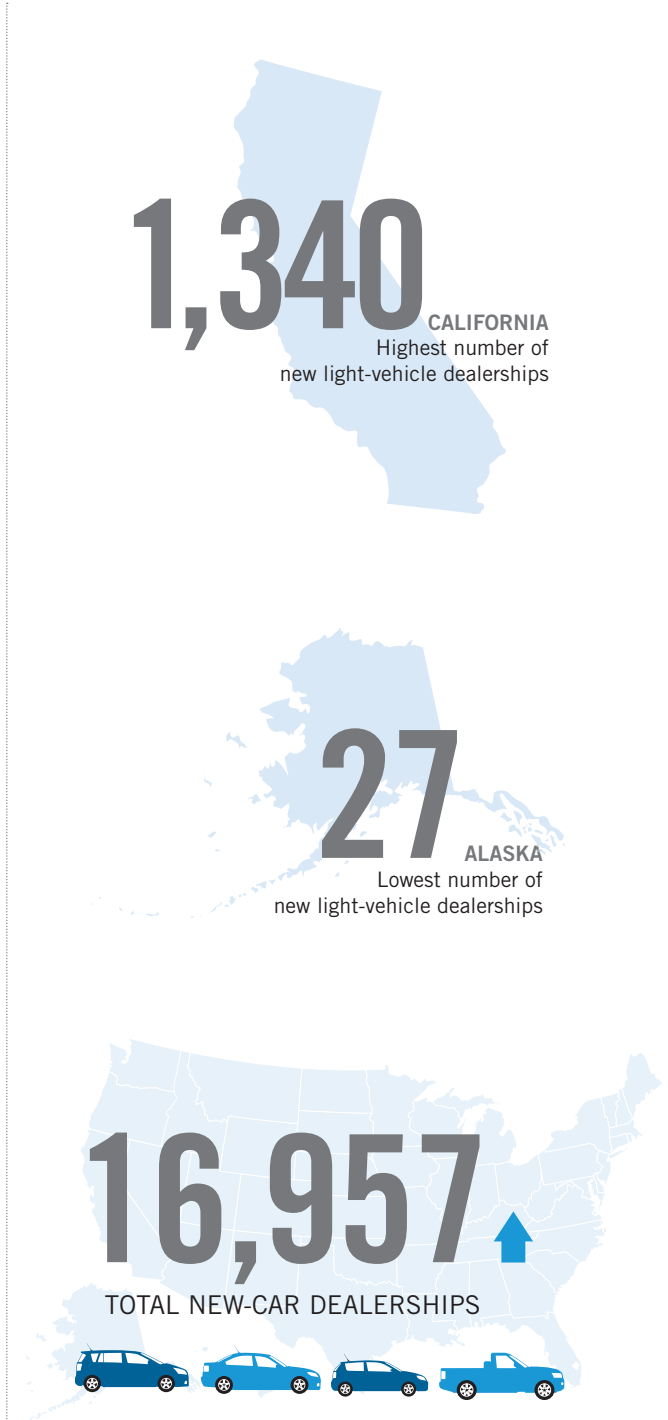 1,340
CALIFORNIA
Highest number of
new light-vehicle dealerships
27
ALASKA
Lowest number of
new light-vehicle dealerships
16,957
TOTAL NEW-CAR DEALERSHIPS